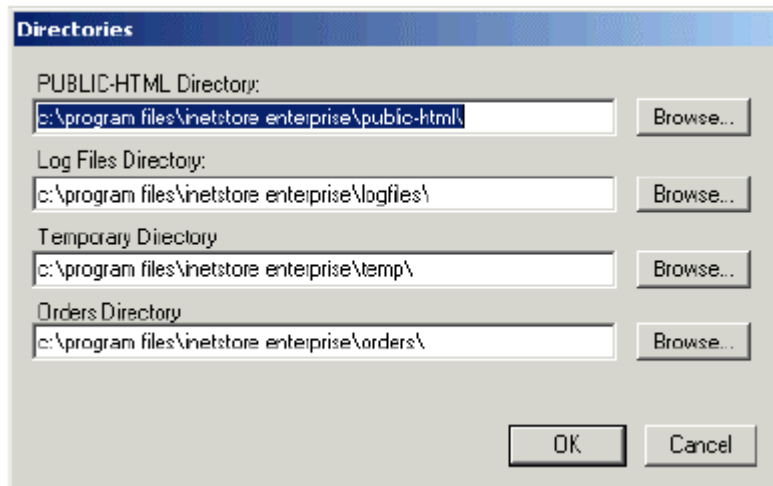 Directories
PUBLIC-HTML Directory:
c:\program files\inetstore enterprise\public-html\
Browse...
Log Files Directory:
c:\program files\inetstore enterprise\logfiles\
Browse...
Temporary Directory
c:\program files\inetstore enterprise\temp\
Browse...
Orders Directory
c:\program files\inetstore enterprise\orders\
Browse...
OK
Cancel